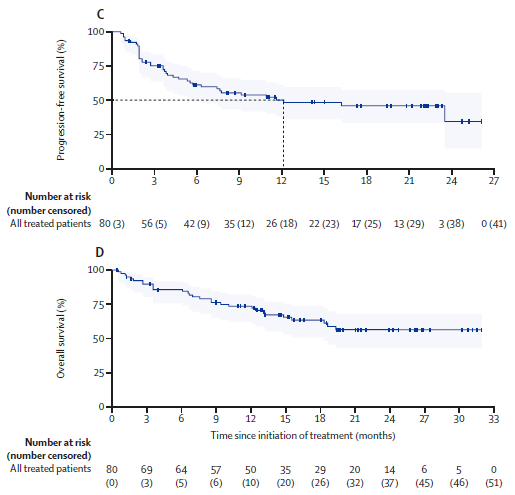 C
Progression-free survival (%)
100
75
50
25
0
0 3 6 9 12 15 18 21 24 27
Number at risk
(number censored)
All treated patients 80 (3) 56 (5) 42 (9) 35 (12) 26 (18) 22 (23) 17 (25) 13 (29) 3 (38) 0 (41)
D
Overall survival (%)
100
75
50
25
0
0 3 6 9 12 15 18 21 24 27 30 33
Time since initiation of treatment (months)
Number at risk
(number censored)
All treated patients 80 69 64 57 50 35 29 20 14 6 5 0
(0) (3) (5) (6) (10) (20) (26) (32) (37) (45) (46) (51)